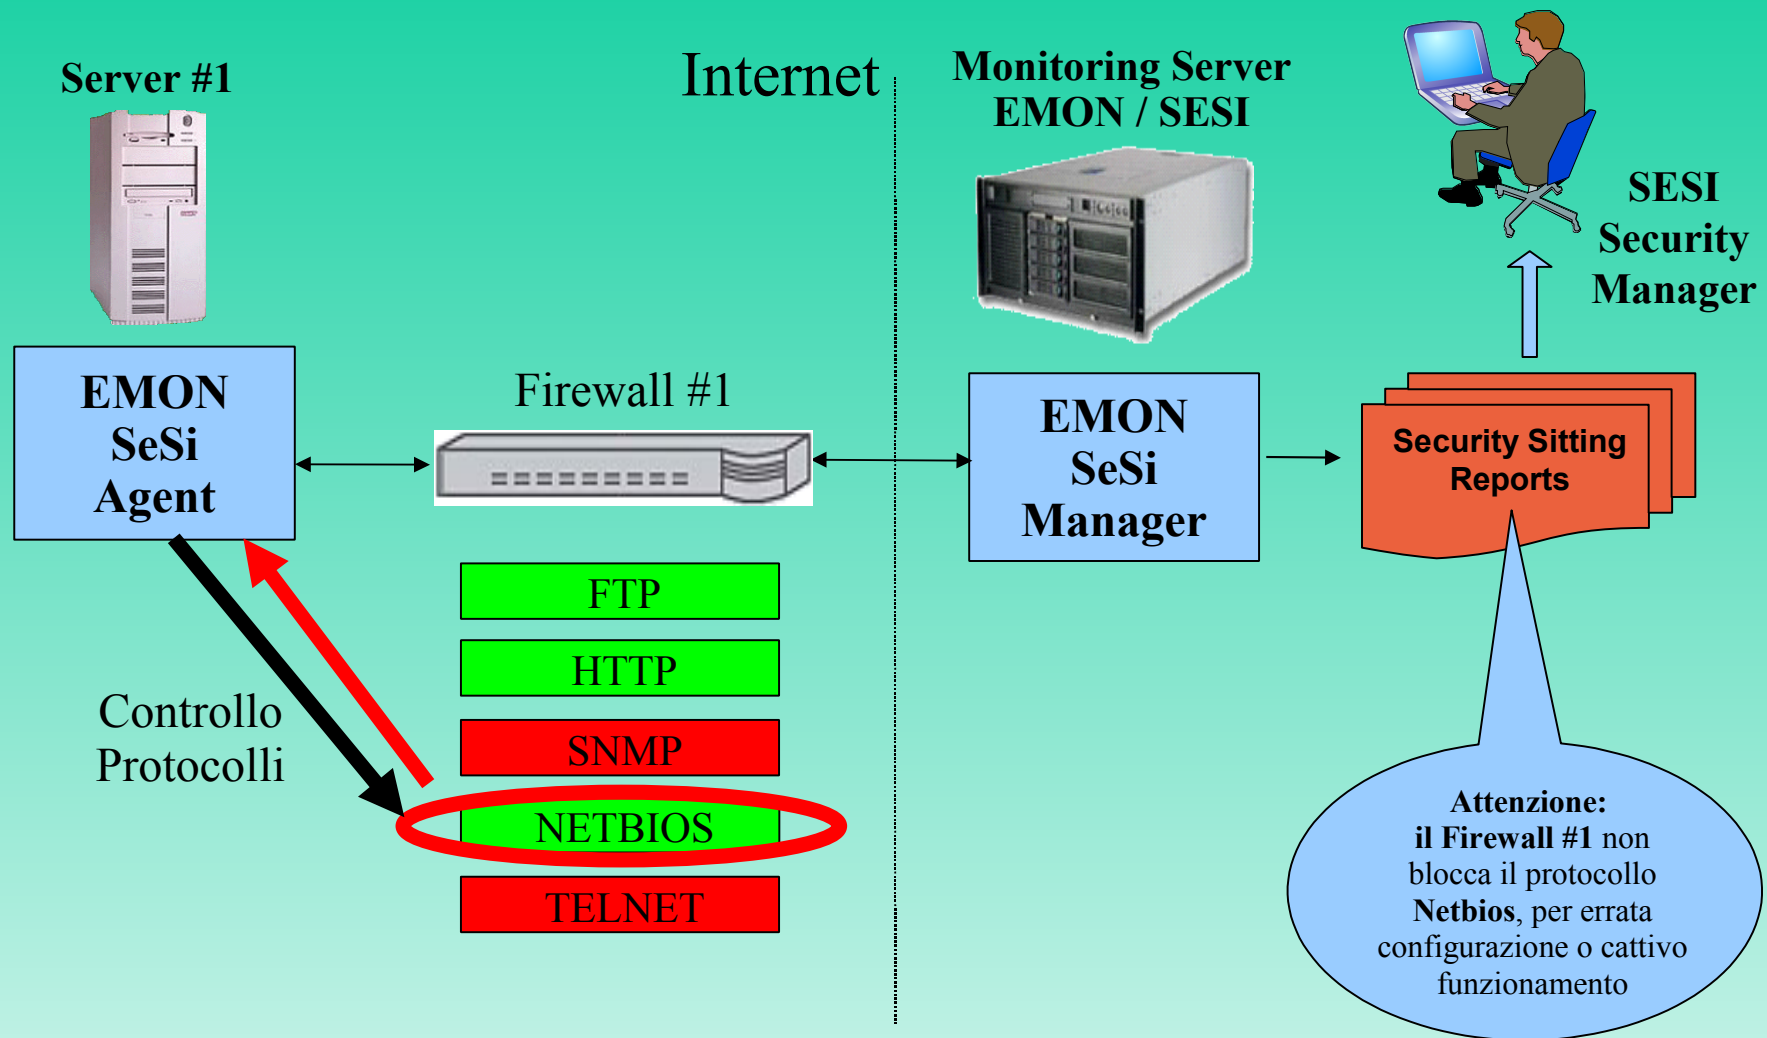 Server #1
Internet
Monitoring Server
EMON / SESI
SESI
Security
Manager
EMON
SeSi
Agent
Firewall #1
EMON
SeSi
Manager
Security Sitting
Reports
FTP
HTTP
SNMP
NETBIOS
TELNET
Controllo
Protocolli
Attenzione:
il Firewall #1 non
blocca il protocollo
Netbios, per errata
configurazione o cattivo
funzionamento